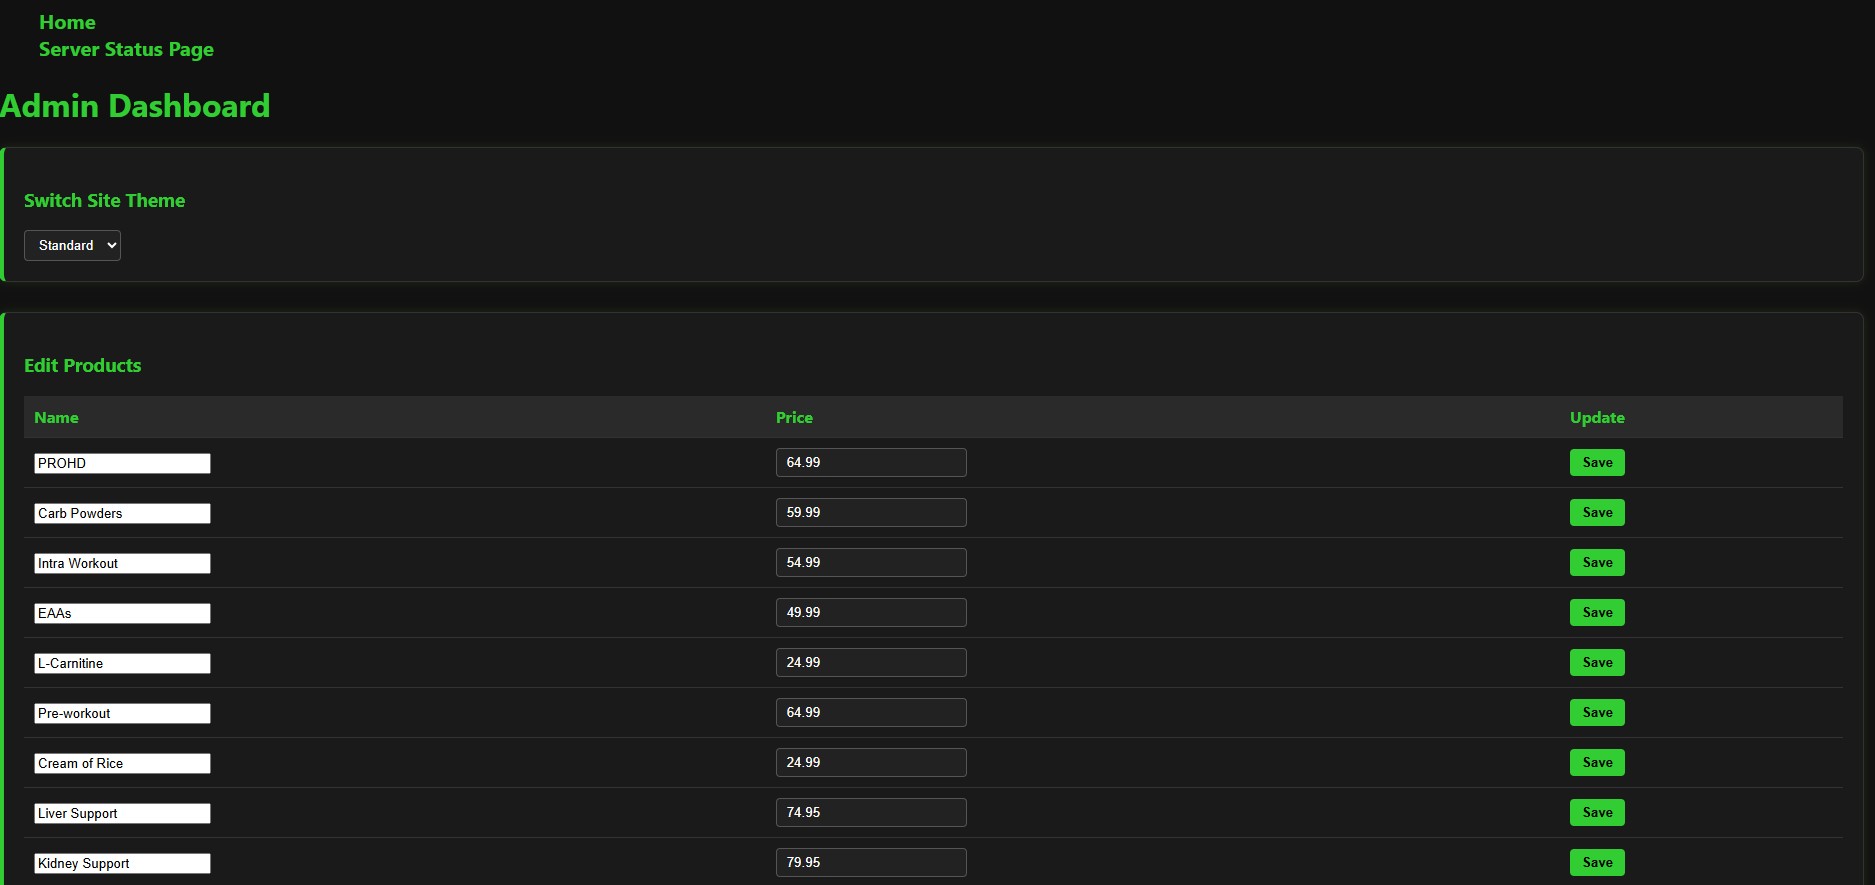 Home
Server Status Page
Admin Dashboard
Switch Site Theme
Standard
Edit Products
Name Price Update
PROHD 64.99 Save
Carb Powders 59.99 Save
Intra Workout 54.99 Save
EAAs 49.99 Save
L-Carnitine 24.99 Save
Pre-workout 64.99 Save
Cream of Rice 24.99 Save
Liver Support 74.95 Save
Kidney Support 79.95 Save